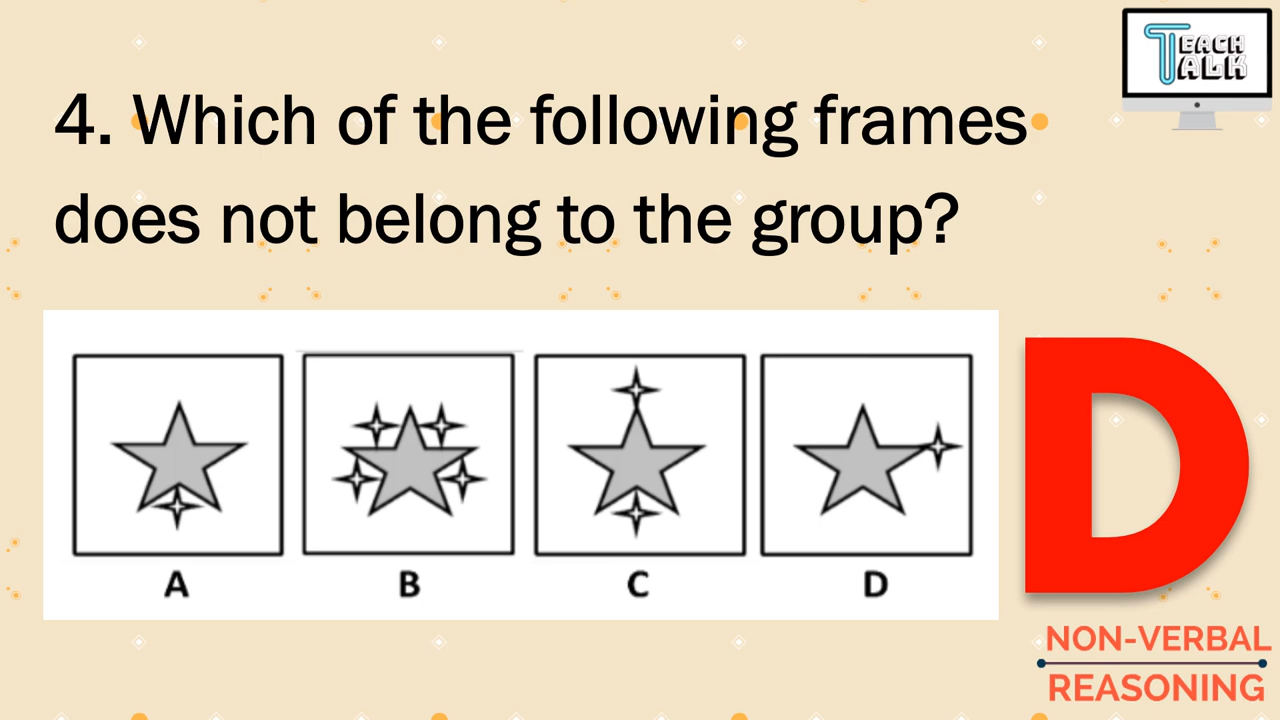 TEACH
TALK
4. Which of the following frames
does not belong to the group?
A B C D
D
NON-VERBAL
REASONING